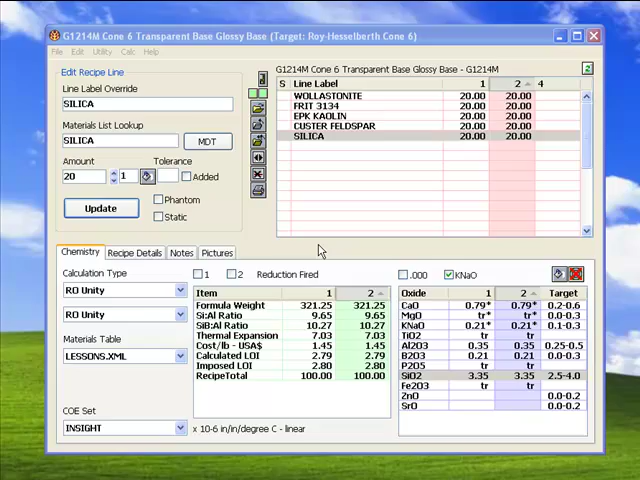 G1214M Cone 6 Transparent Base Glossy Base (Target: Roy-Hesselberth Cone 6)
File Edit Utility Calc Help
Edit Recipe Line
Line Label Override
SILICA
Materials List Lookup
SILICA MDT
Amount Tolerance
20 1 Added
Update Phantom
Static
G1214M Cone 6 Transparent Base Glossy Base - G1214M 2
S Line Label 1 2 4
WOLLASTONITE 20.00 20.00
FRIT 3134 20.00 20.00
EPK KAOLIN 20.00 20.00
CUSTER FELDSPAR 20.00 20.00
SILICA 20.00 20.00
Chemistry Recipe Details Notes Pictures
Calculation Type
RO Unity
RO Unity
Materials Table
LESSONS.XML
COE Set
INSIGHT x 10-6 in/in/degree C - linear
1 2 Reduction Fired
Item 1 2
Formula Weight 321.25 321.25
Si:Al Ratio 9.65 9.65
SiB:Al Ratio 10.27 10.27
Thermal Expansion 7.03 7.03
Cost/lb - USA$ 1.45 1.45
Calculated LOI 2.79 2.79
Imposed LOI 2.80 2.80
RecipeTotal 100.00 100.00
.000 KNaO
Oxide 1 2 Target
CaO 0.79* 0.79* 0.2-0.6
MgO tr* tr* 0.0-0.3
KNaO 0.21* 0.21* 0.1-0.3
TiO2 tr tr
Al2O3 0.35 0.35 0.25-0.5
B2O3 0.21 0.21 0.0-0.3
P2O5 tr tr
SiO2 3.35 3.35 2.5-4.0
Fe2O3 tr tr
ZnO 0.0-0.2
SrO 0.0-0.2